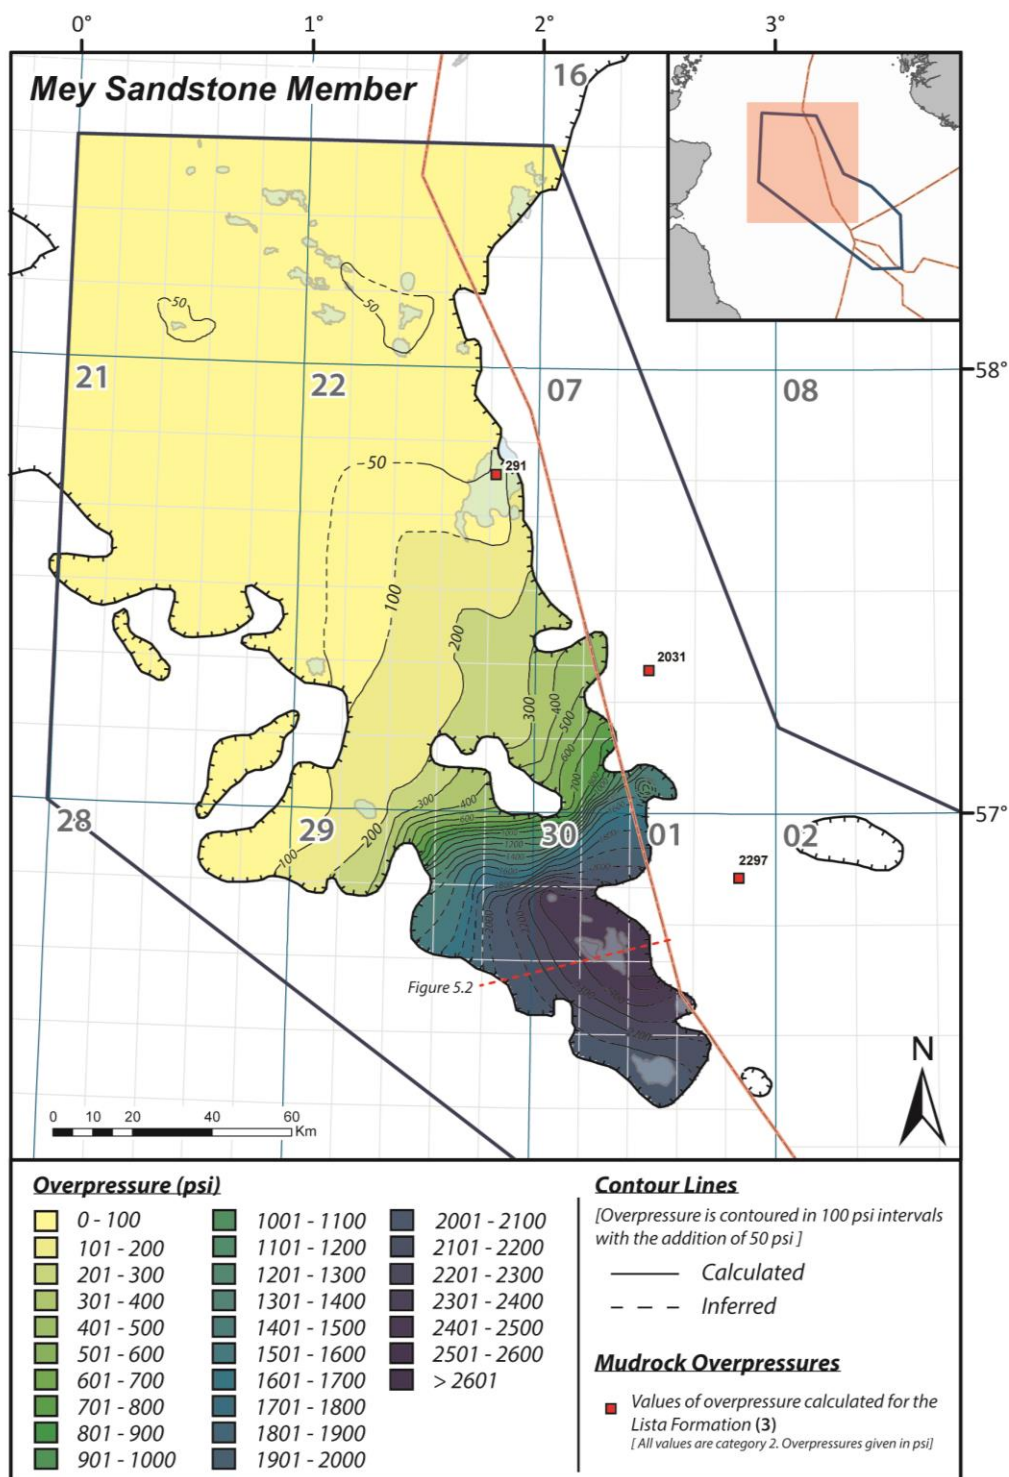 0° 1° 2° 3°
Mey Sandstone Member
16
50
50
58°
21 22 07 08
50
291
100
200
2031
300
400
500
600
700
300
400
600
57°
28 29 30 01 02
200
100
1200
1400
2297
Figure 5.2
N
0 10 20 40 60
Km
Overpressure (psi)
0 - 100
101 - 200
201 - 300
301 - 400
401 - 500
501 - 600
601 - 700
701 - 800
801 - 900
901 - 1000
1001 - 1100
1101 - 1200
1201 - 1300
1301 - 1400
1401 - 1500
1501 - 1600
1601 - 1700
1701 - 1800
1801 - 1900
1901 - 2000
2001 - 2100
2101 - 2200
2201 - 2300
2301 - 2400
2401 - 2500
2501 - 2600
> 2601
Contour Lines
[Overpressure is contoured in 100 psi intervals
with the addition of 50 psi ]
Calculated
Inferred
Mudrock Overpressures
Values of overpressure calculated for the
Lista Formation (3)
[ All values are category 2. Overpressures given in psi]